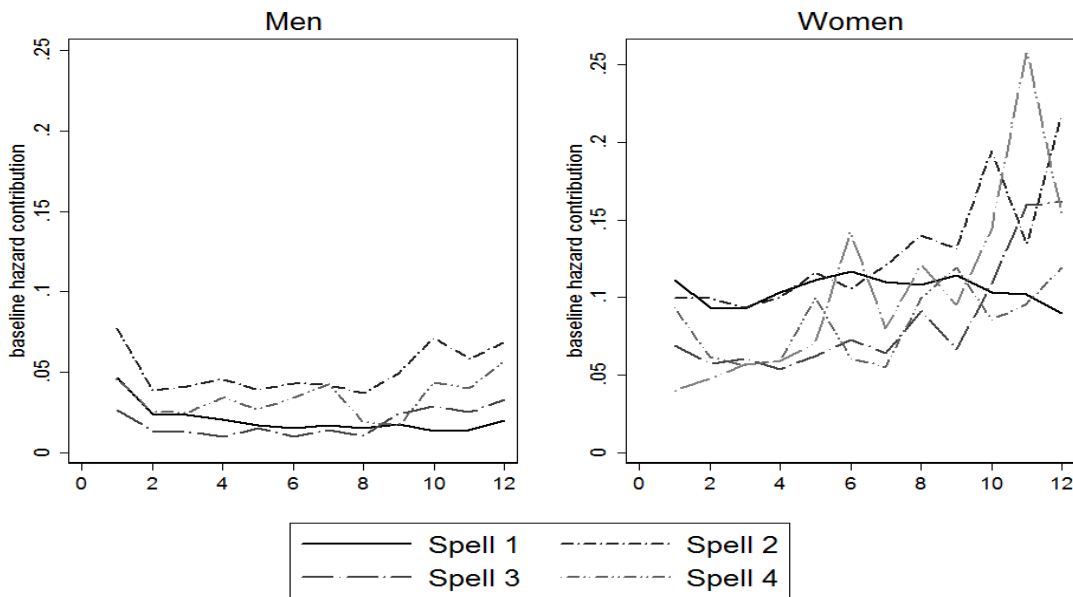 Men
baseline hazard contribution
.25
.2
.15
.1
.05
0
0 2 4 6 8 10 12
Women
baseline hazard contribution
.25
.2
.15
.1
.05
0
0 2 4 6 8 10 12
Spell 1 Spell 2
Spell 3 Spell 4